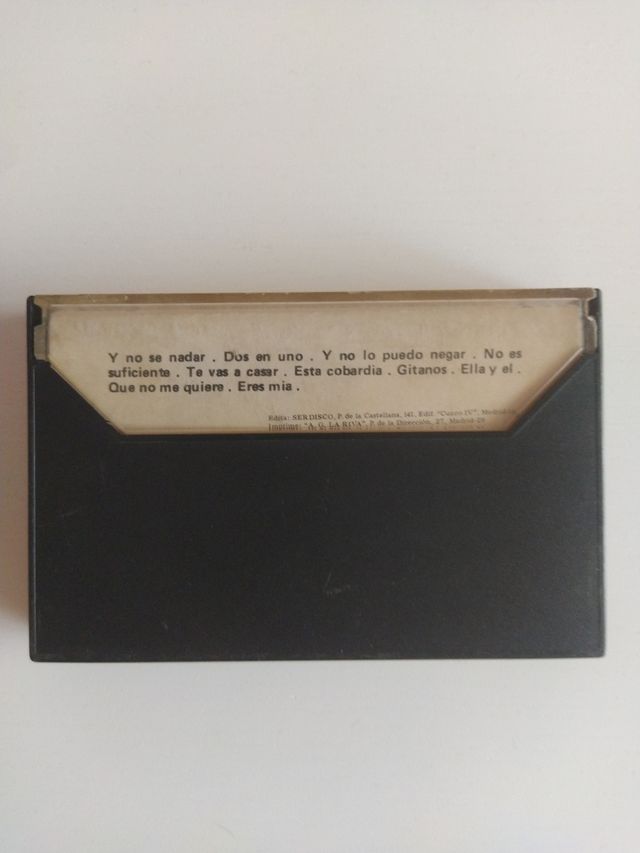 Y no se nadar . Dos en uno . Y no lo puedo negar . No es
suficiente . Te vas a casar . Esta cobardia . Gitanos . Ella y el .
Que no me quiere . Eres mia .
Edita: SERDISCO, P. de la Castellana, 141, Edif. "Cuzco IV", Madrid
Imprime: "A. G. LA RIVA", P. de la Dirección, 27, Madrid-29